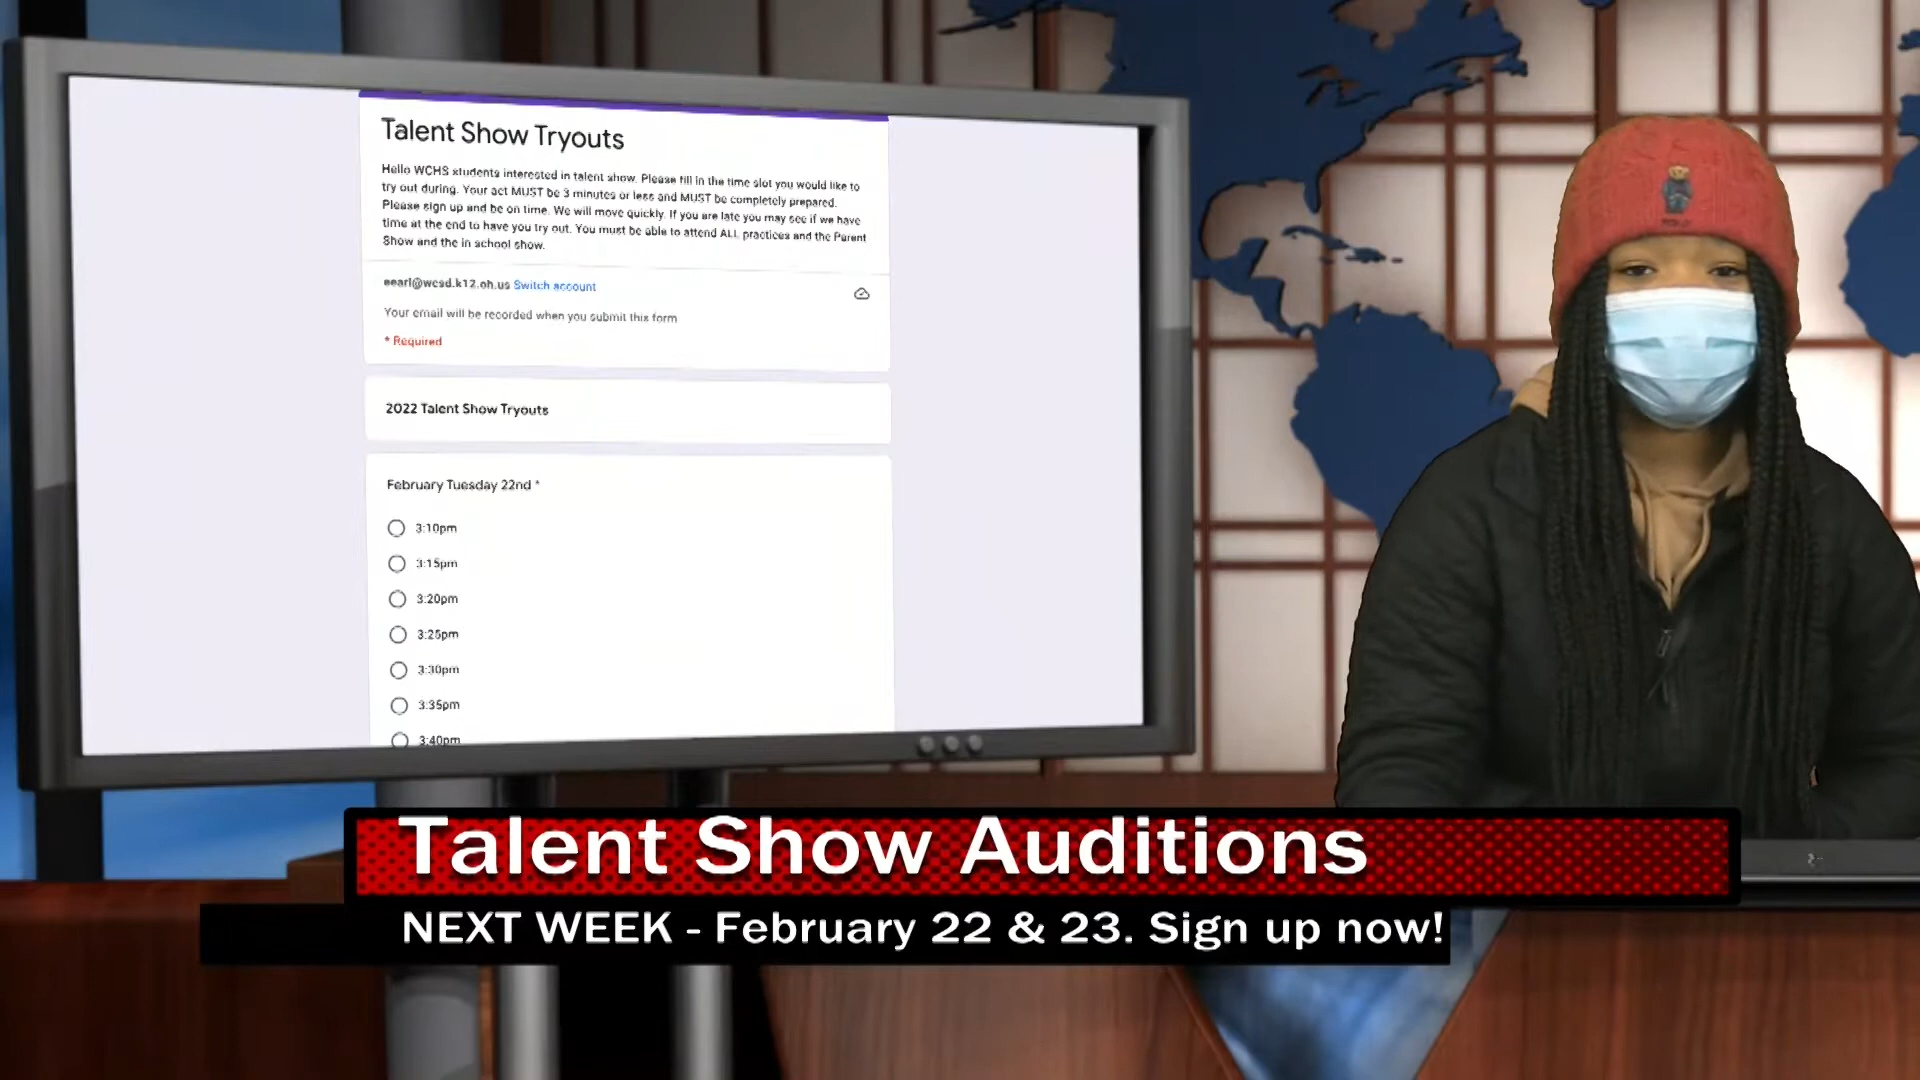 Talent Show Tryouts
Hello WCHS students interested in talent show. Please fill in the time slot you would like to
try out during. Your act MUST be 3 minutes or less and MUST be completely prepared.
Please sign up and be on time. We will move quickly. If you are late you may see if we have
time at the end to have you try out. You must be able to attend ALL practices and the Parent
Show and the in school show.
eearl@wcsd.k12.oh.us Switch account
Your email will be recorded when you submit this form
* Required
2022 Talent Show Tryouts
February Tuesday 22nd *
3:10pm
3:15pm
3:20pm
3:25pm
3:30pm
3:35pm
3:40pm
Talent Show Auditions
NEXT WEEK - February 22 & 23. Sign up now!